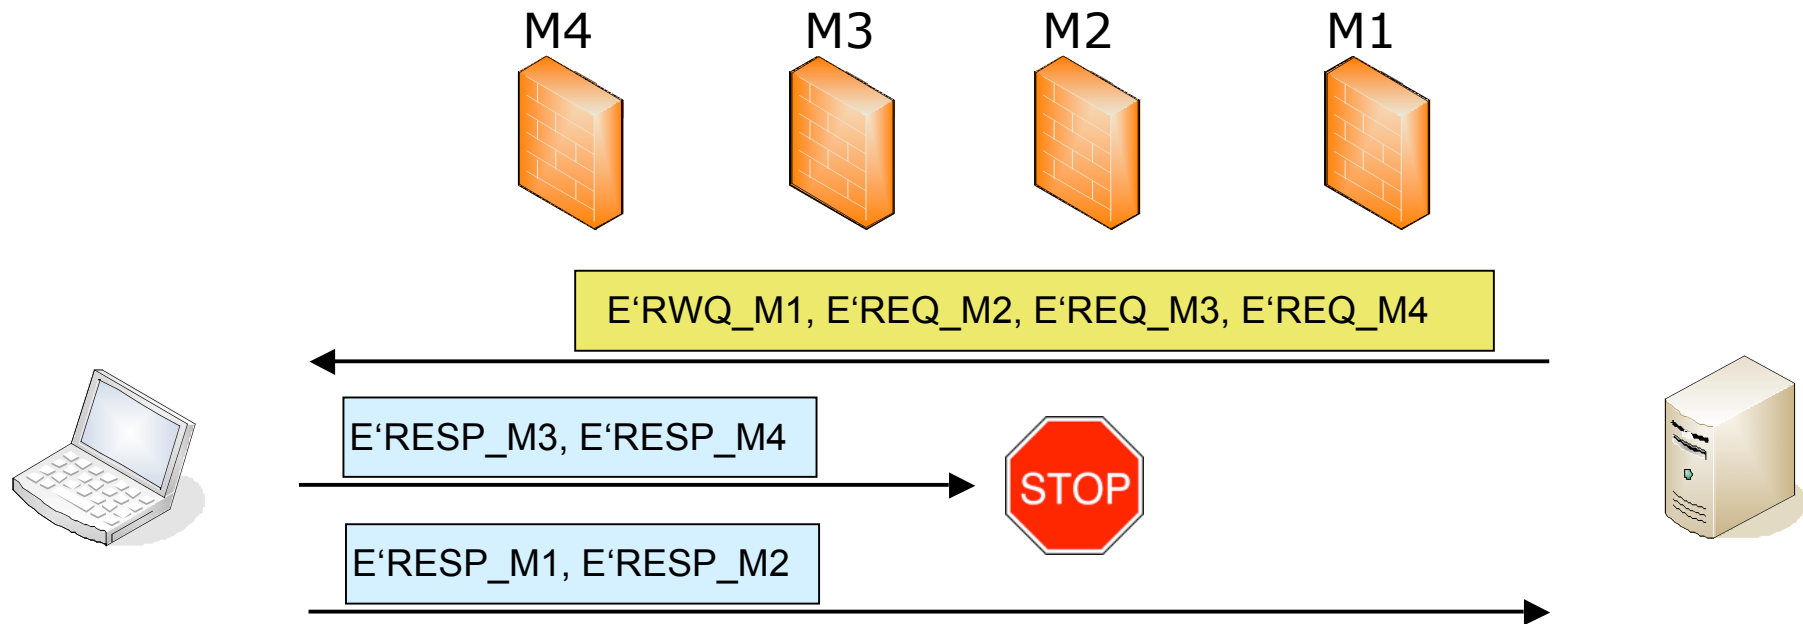 M4 M3 M2 M1
E‘RWQ_M1, E‘REQ_M2, E‘REQ_M3, E‘REQ_M4
E‘RESP_M3, E‘RESP_M4
STOP
E‘RESP_M1, E‘RESP_M2